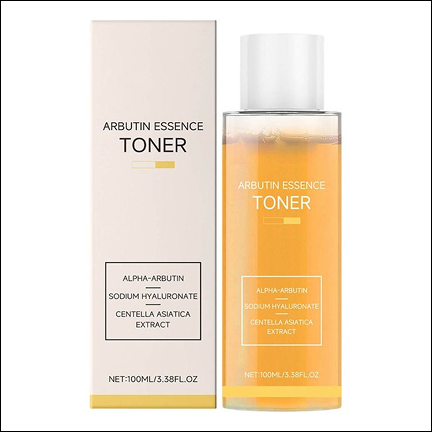 ARBUTIN ESSENCE
TONER
ALPHA-ARBUTIN
SODIUM HYALURONATE
CENTELLA ASIATICA
EXTRACT
NET:100ML/3.38FL.OZ
ARBUTIN ESSENCE
TONER
ALPHA-ARBUTIN
SODIUM HYALURONATE
CENTELLA ASIATICA
EXTRACT
NET:100ML/3.38FL.OZ